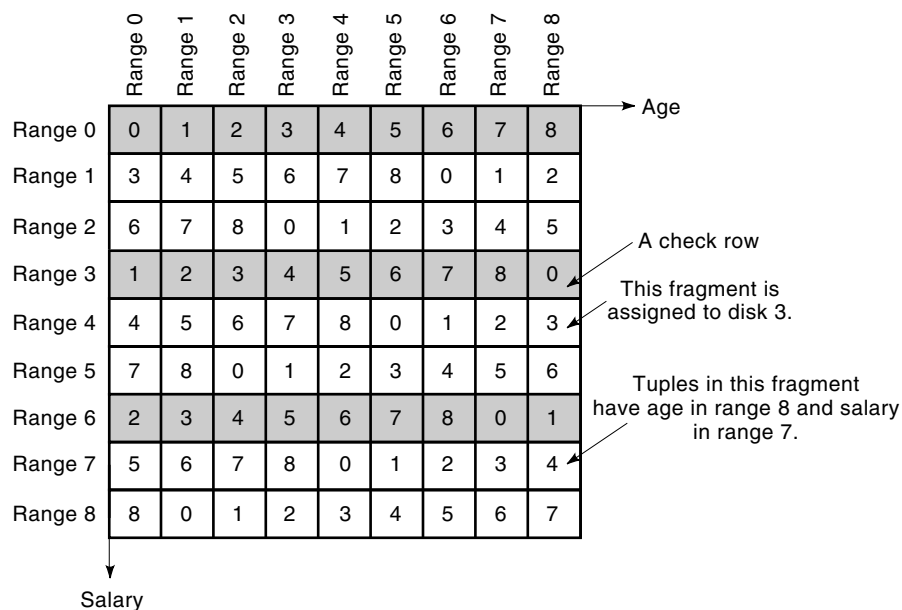 Range 0 Range 1 Range 2 Range 3 Range 4 Range 5 Range 6 Range 7 Range 8
Age
Range 0 0 1 2 3 4 5 6 7 8
Range 1 3 4 5 6 7 8 0 1 2
Range 2 6 7 8 0 1 2 3 4 5
A check row
Range 3 1 2 3 4 5 6 7 8 0
This fragment is
assigned to disk 3.
Range 4 4 5 6 7 8 0 1 2 3
Range 5 7 8 0 1 2 3 4 5 6
Tuples in this fragment
have age in range 8 and salary
in range 7.
Range 6 2 3 4 5 6 7 8 0 1
Range 7 5 6 7 8 0 1 2 3 4
Range 8 8 0 1 2 3 4 5 6 7
Salary